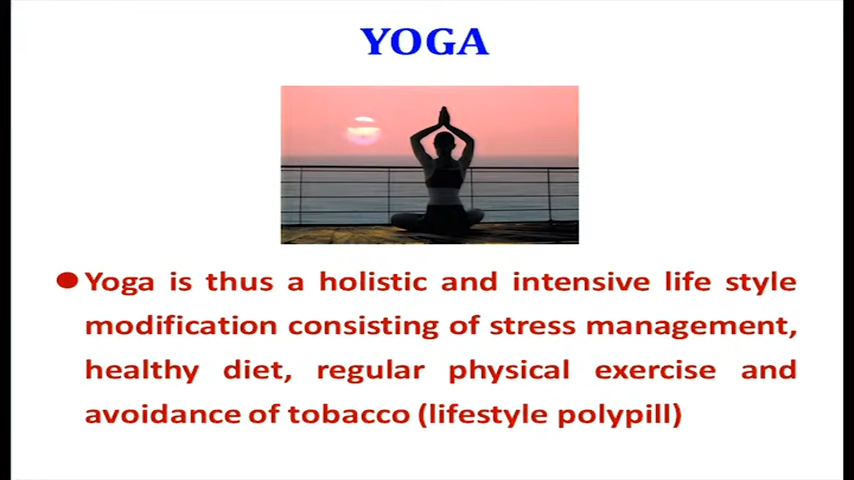 YOGA
Yoga is thus a holistic and intensive life style
modification consisting of stress management,
healthy diet, regular physical exercise and
avoidance of tobacco (lifestyle polypill)